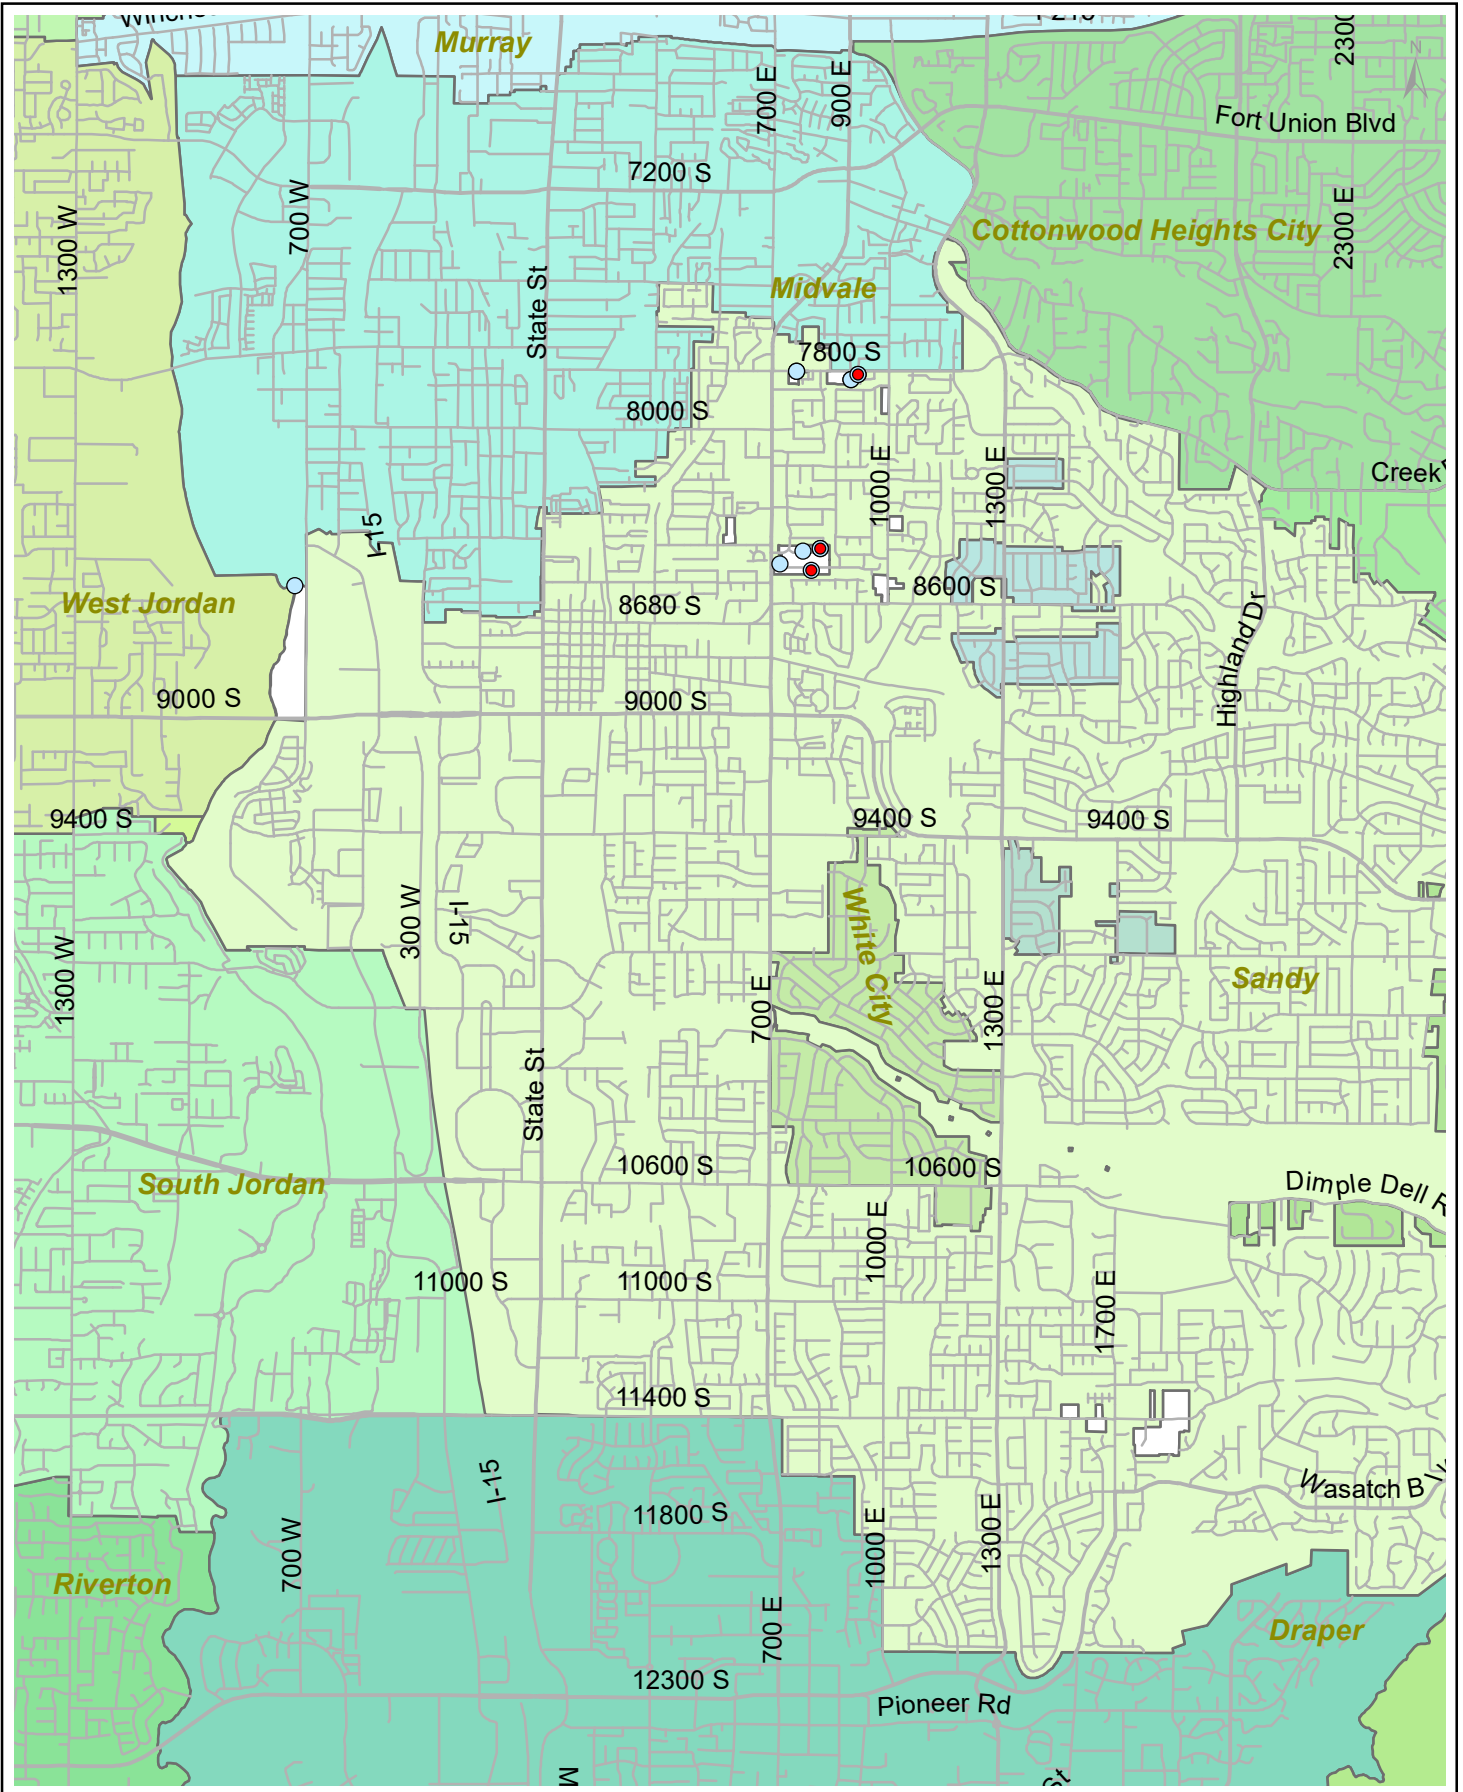 Murray
2300
700 E
900 E
Fort Union Blvd
N
7200 S
1300 W
700 W
2300 E
Cottonwood Heights City
Midvale
State St
7800 S
8000 S
1000 E
1300 E
Creek
I-15
West Jordan
8680 S
8600 S
Highland Dr
9000 S
9000 S
9400 S
9400 S
9400 S
300 W
I-15
White City
1300 W
700 E
1300 E
Sandy
State St
10600 S
10600 S
South Jordan
Dimple Dell R
1000 E
11000 S
11000 S
1700 E
11400 S
I-15
Wasatch B
11800 S
700 W
1000 E
1300 E
Riverton
700 E
Draper
12300 S
Pioneer Rd
M
St